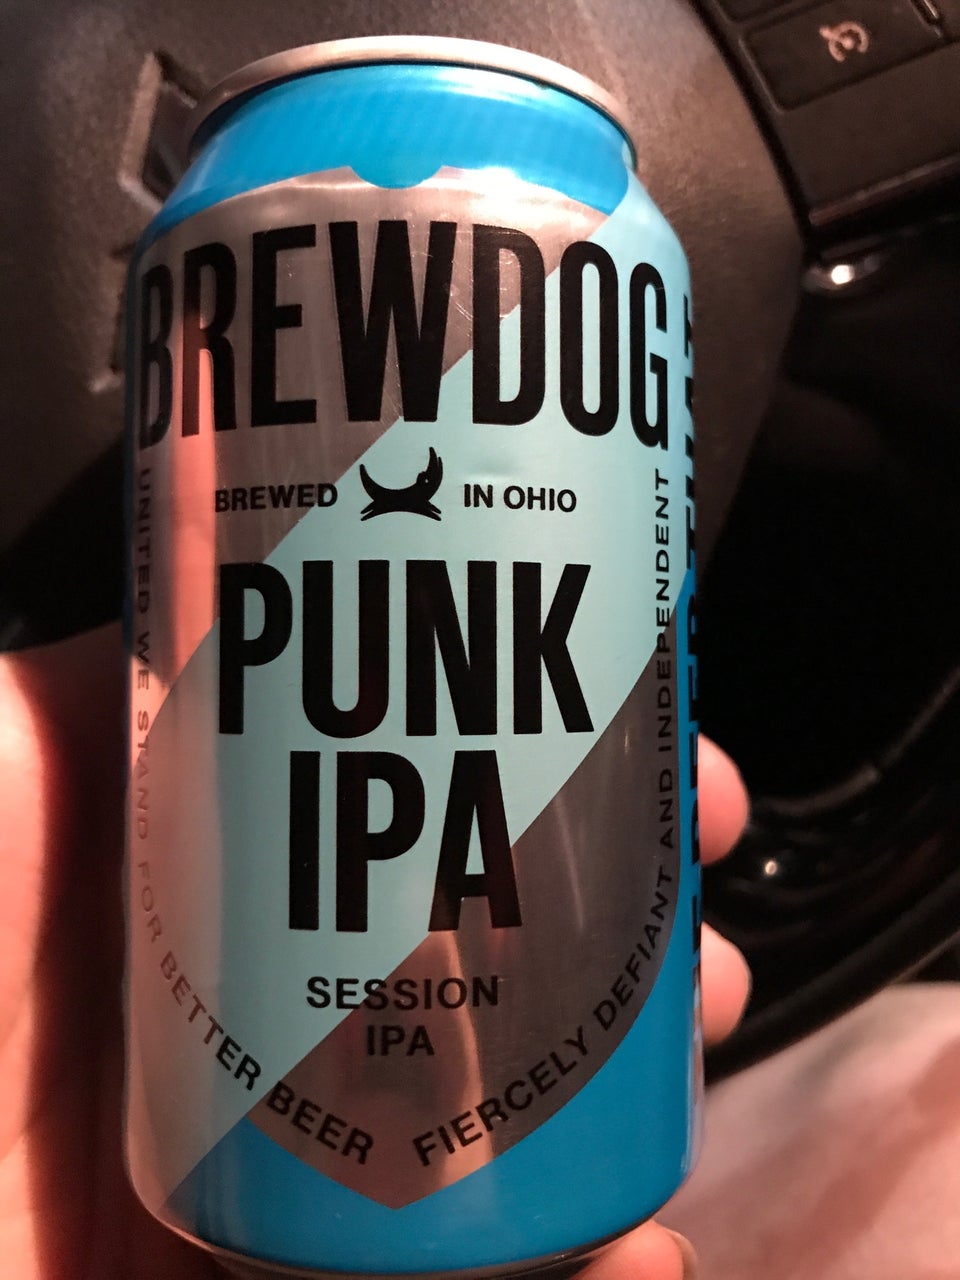 BREWDOG
BREWED IN OHIO
PUNK
IPA
SESSION
IPA
UNITED WE STAND FOR BETTER BEER
FIERCELY DEFIANT AND INDEPENDENT